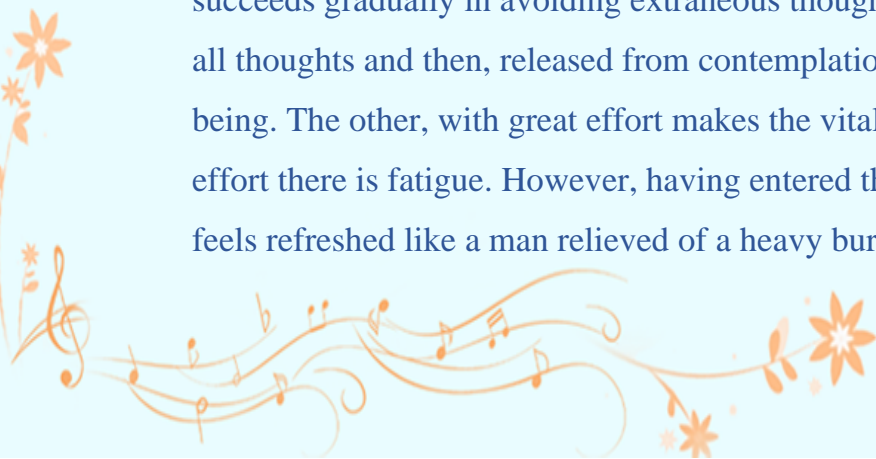 succeeds gradually in avoiding extraneous
all thoughts and then, released from
being. The other, with great effort makes the
effort there is fatigue. However, having entered
feels refreshed like a man relieved of a heavy